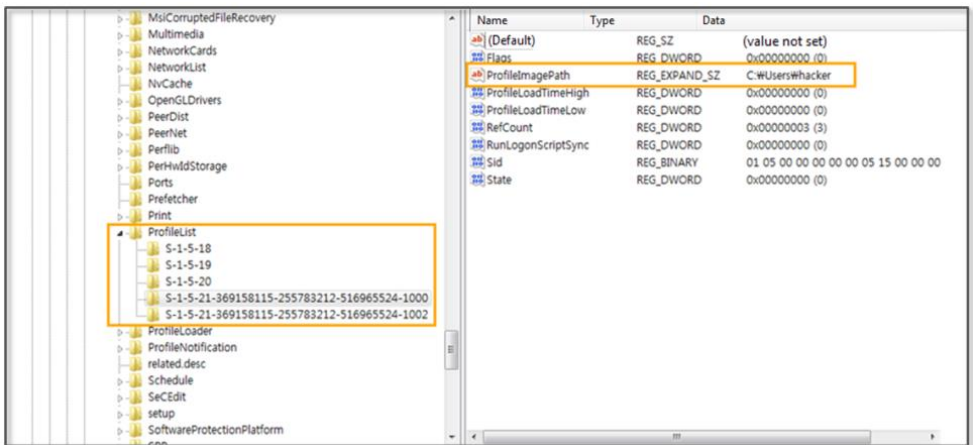 MsiCorruptedFileRecovery
Multimedia
NetworkCards
NetworkList
NvCache
OpenGLDrivers
PeerDist
PeerNet
Perflib
PerHwIdStorage
Ports
Prefetcher
Print
ProfileList
S-1-5-18
S-1-5-19
S-1-5-20
S-1-5-21-369158115-255783212-516965524-1000
S-1-5-21-369158115-255783212-516965524-1002
ProfileLoader
ProfileNotification
related.desc
Schedule
SeCEdit
setup
SoftwareProtectionPlatform
Name Type Data
ab (Default) REG_SZ (value not set)
Flags REG_DWORD 0x00000000 (0)
ab ProfileImagePath REG_EXPAND_SZ C:₩Users₩hacker
ProfileLoadTimeHigh REG_DWORD 0x00000000 (0)
ProfileLoadTimeLow REG_DWORD 0x00000000 (0)
RefCount REG_DWORD 0x00000003 (3)
RunLogonScriptSync REG_DWORD 0x00000000 (0)
Sid REG_BINARY 01 05 00 00 00 00 00 05 15 00 00 00
State REG_DWORD 0x00000000 (0)